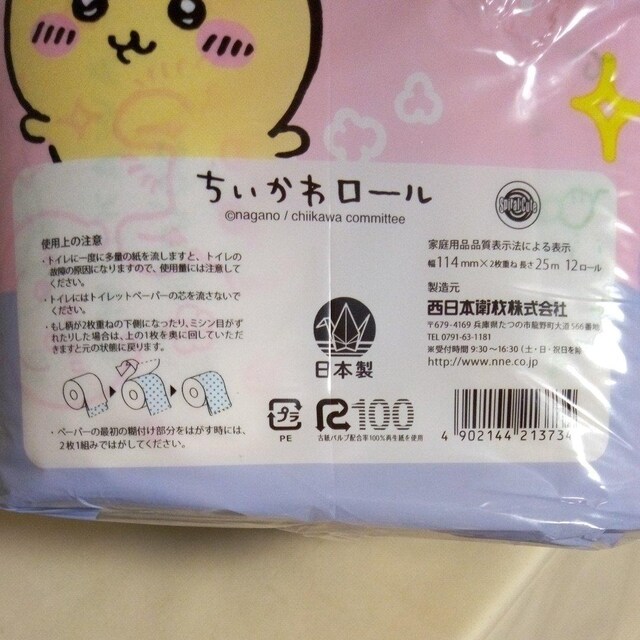 ちいかわロール
©nagano / chiikawa committee
使用上の注意
・トイレに一度に多量の紙を流しますと、トイレの
故障の原因になりますので、使用量には注意して
ください。
・トイレにはトイレットペーパーの芯を流さないで
ください。
・もし柄が2枚重ねの下側になったり、ミシン目がず
れたりした場合は、上の1枚を奥に回していただ
きますと元の状態に戻ります。
・ペーパーの最初の糊付け部分をはがす時には、
2枚1組みではがしてください。
日本製
プラ
PE
R100
古紙パルプ配合率100%再生紙を使用
家庭用品品質表示法による表示
幅114mm×2枚重ね 長さ25m 12ロール
製造元
西日本衛材株式会社
〒679-4169 兵庫県たつの市龍野町大道566番地
TEL 0791-63-1181
※受付時間 9:30〜16:30 (土・日・祝日を除
http://www.nne.co.jp
4 902144 213734